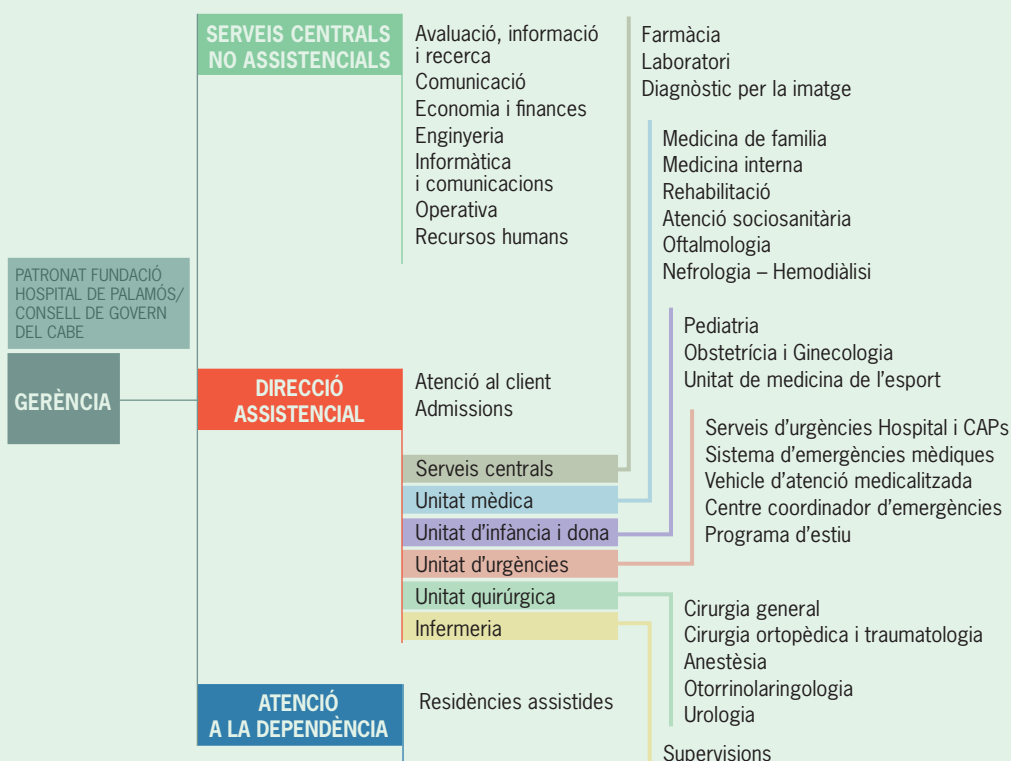 SERVEIS CENTRALS
NO ASSISTENCIALS
Avaluació, informació
i recerca
Comunicació
Economia i finances
Enginyeria
Informàtica
i comunicacions
Operativa
Recursos humans
Farmàcia
Laboratori
Diagnòstic per la imatge
Medicina de familia
Medicina interna
Rehabilitació
Atenció sociosanitària
Oftalmologia
Nefrologia – Hemodiàlisi
PATRONAT FUNDACIÓ
HOSPITAL DE PALAMÓS/
CONSELL DE GOVERN
DEL CABE
GERÈNCIA
DIRECCIÓ
ASSISTENCIAL
Atenció al client
Admissions
Serveis centrals
Unitat mèdica
Unitat d'infància i dona
Unitat d'urgències
Unitat quirúrgica
Infermeria
Pediatria
Obstetrícia i Ginecologia
Unitat de medicina de l'esport
Serveis d'urgències Hospital i CAPs
Sistema d'emergències mèdiques
Vehicle d'atenció medicalitzada
Centre coordinador d'emergències
Programa d'estiu
Cirurgia general
Cirurgia ortopèdica i traumatologia
Anestèsia
Otorrinolaringologia
Urologia
ATENCIÓ
A LA DEPENDÈNCIA
Residències assistides
Supervisions